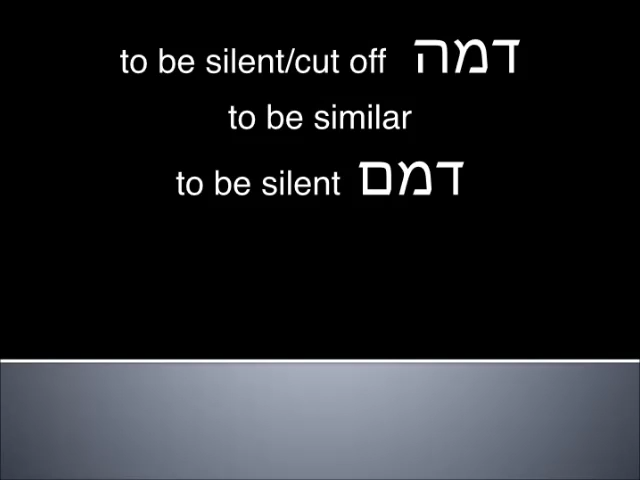 to be silent/cut off דמה
to be similar
to be silent דמם